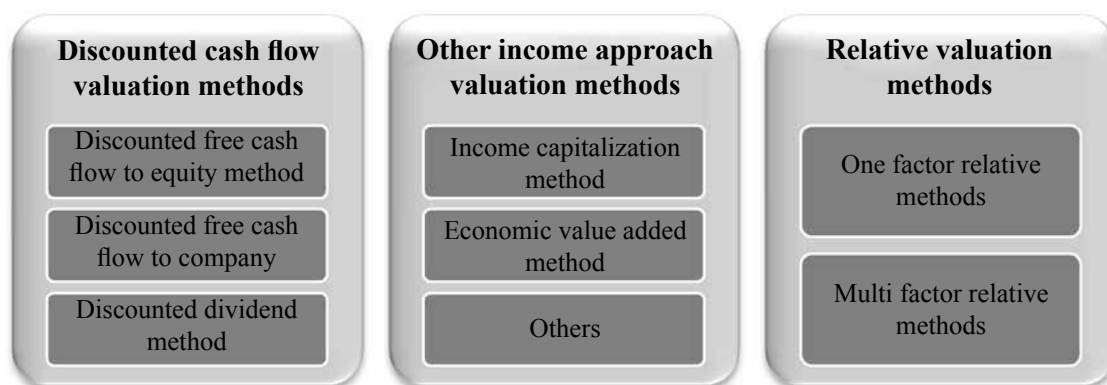 Discounted cash flow
valuation methods
Discounted free cash
flow to equity method
Discounted free cash
flow to company
Discounted dividend
method
Other income approach
valuation methods
Income capitalization
method
Economic value added
method
Others
Relative valuation
methods
One factor relative
methods
Multi factor relative
methods